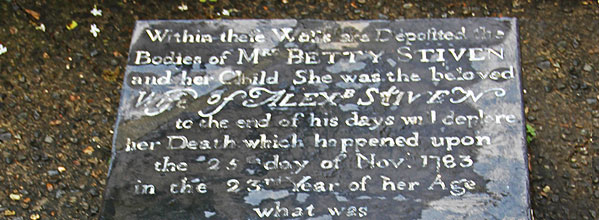 Within these Walls are Deposited the
Bodies of Mrs BETTY STIVEN
and her Child She was the beloved
Wife of ALEXR STIVEN
to the end of his days will deplore
her Death which happened upon
the 25th day of Nov. 1783
in the 23rd Year of her Age
what was